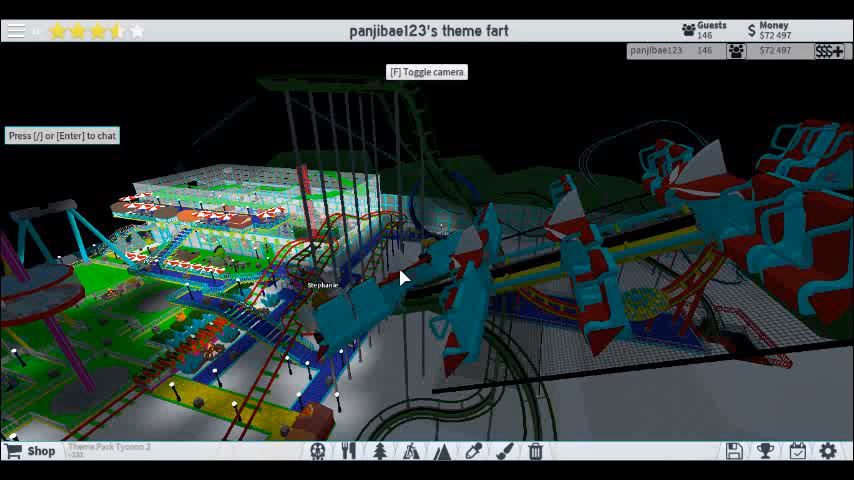 panjibae123's theme fart
Guests
146
Money
$72 497
panjibae123 146 $72 497 $$$+
[F] Toggle camera
Press [/] or [Enter] to chat
Stephanie
Shop
Theme Park Tycoon 2
v233